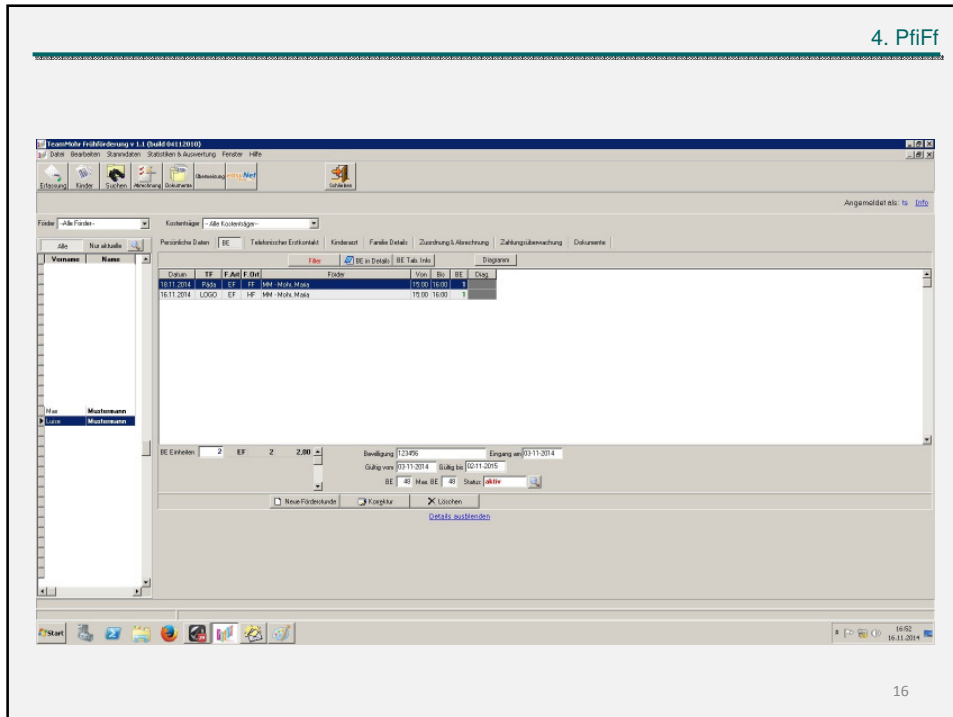 4. PfiFf
TeamMohr Frühförderung v 1.1 (build 04112010)
Datei Bearbeiten Stammdaten Statistiken & Auswertung Fenster Hilfe
Erfassung Kinder Suchen Abrechnung Dokumente Überweisung Net Schließen
Angemeldet als: ts Info
Förder --Alle Förder-- Kostenträger --Alle Kostenträger--
Alle Nur aktuelle Persönliche Daten BE Telefonischer Erstkontakt Kinderarzt Familie Details Zuordnung & Abrechnung Zahlungsüberwachung Dokumente
Filter BE in Details BE Tab. Info Diagramm
Vorname Name
Datum TF F.Art F.Ort Förder Von Bis BE Diag.
18.11.2014 Päda EF FF MM - Mohr, Maria 15:00 16:00 1
16.11.2014 LOGO EF HF MM - Mohr, Maria 15:00 16:00 1
Max Mustermann
Luise Mustermann
BE Einheiten 2 EF 2 2.00
Bewilligung 123456 Eingang am 03-11-2014
Gültig vom 03-11-2014 Gültig bis 02-11-2015
BE 48 Max. BE 48 Status aktiv
Neue Förderstunde Korrektur Löschen
Details ausblenden
Start
16:52
16.11.2014
16